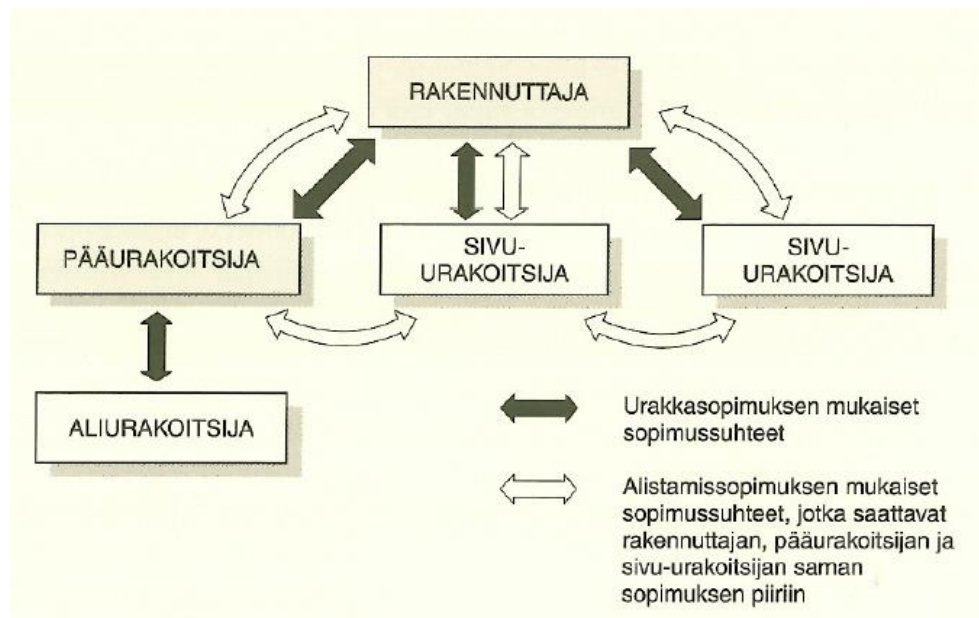 RAKENNUTTAJA
PÄÄURAKOITSIJA
SIVU-
URAKOITSIJA
SIVU-
URAKOITSIJA
ALIURAKOITSIJA
Urakkasopimuksen mukaiset
sopimussuhteet
Alistamissopimuksen mukaiset
sopimussuhteet, jotka saattavat
rakennuttajan, pääurakoitsijan ja
sivu-urakoitsijan saman
sopimuksen piiriin